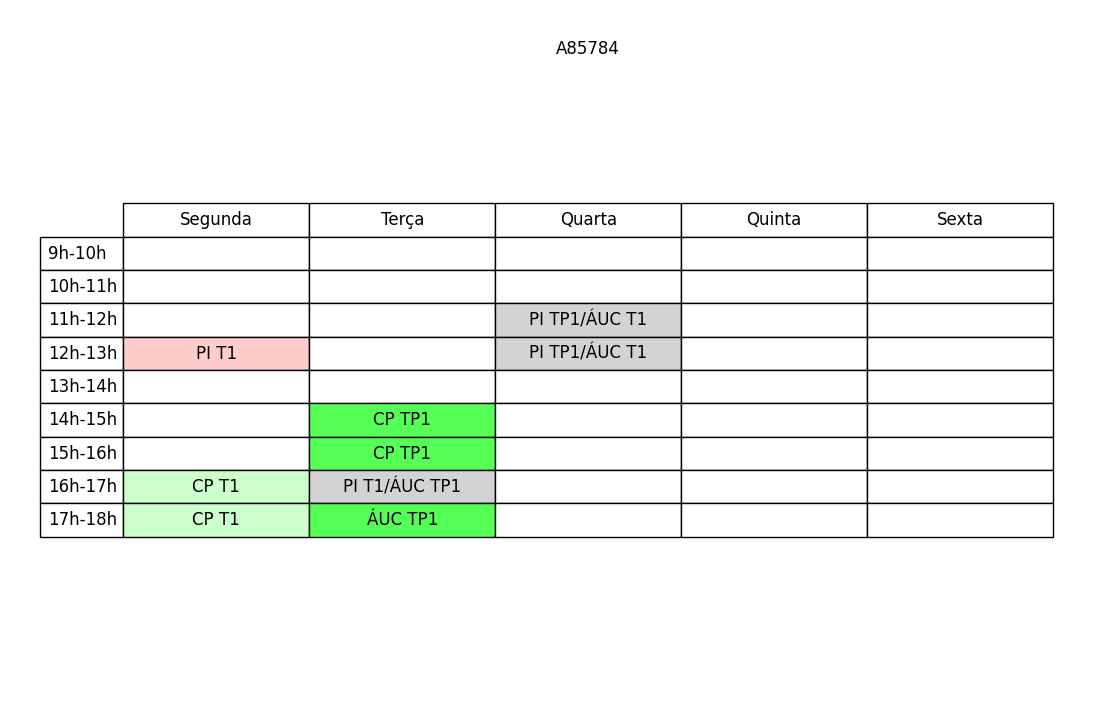 A85784
Segunda Terça Quarta Quinta Sexta
9h-10h
10h-11h
11h-12h PI TP1/ÁUC T1
12h-13h PI T1 PI TP1/ÁUC T1
13h-14h
14h-15h CP TP1
15h-16h CP TP1
16h-17h CP T1 PI T1/ÁUC TP1
17h-18h CP T1 ÁUC TP1